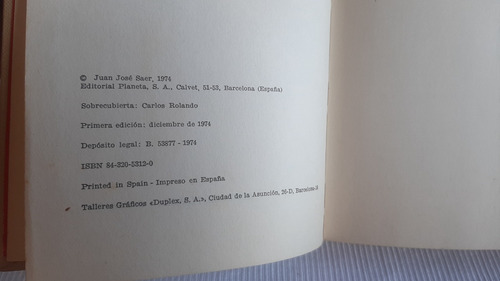 © Juan José Saer, 1974
Editorial Planeta, S. A., Calvet, 51-53, Barcelona (España)
Sobrecubierta: Carlos Rolando
Primera edición: diciembre de 1974
Depósito legal: B. 53877 - 1974
ISBN 84-320-5312-0
Printed in Spain - Impreso en España
Talleres Gráficos «Duplex, S. A.», Ciudad de la Asunción, 26-D, Barcelona-16